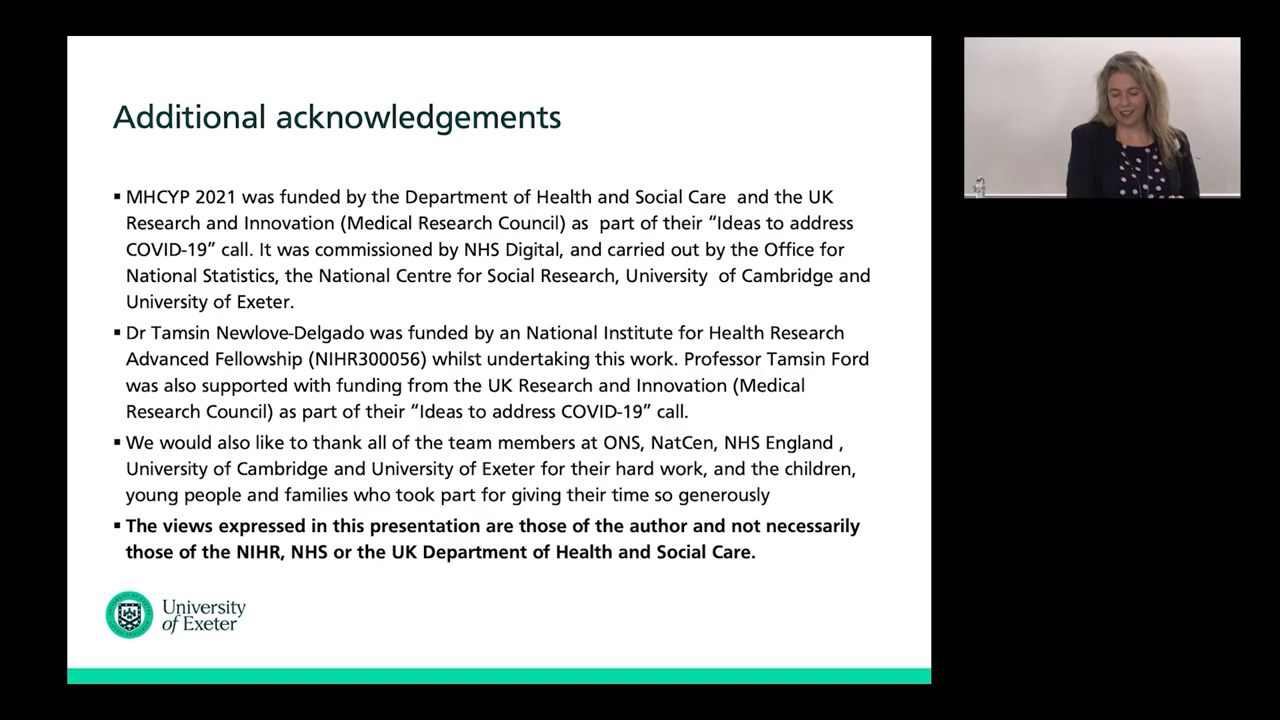 Additional acknowledgements
▪ MHCYP 2021 was funded by the Department of Health and Social Care  and the UK
Research and Innovation (Medical Research Council) as  part of their “Ideas to address
COVID-19” call. It was commissioned by NHS Digital, and carried out by the Office for
National Statistics, the National Centre for Social Research, University  of Cambridge and
University of Exeter.
▪ Dr Tamsin Newlove-Delgado was funded by an National Institute for Health Research
Advanced Fellowship (NIHR300056) whilst undertaking this work. Professor Tamsin Ford
was also supported with funding from the UK Research and Innovation (Medical
Research Council) as part of their “Ideas to address COVID-19” call.
▪ We would also like to thank all of the team members at ONS, NatCen, NHS England ,
University of Cambridge and University of Exeter for their hard work, and the children,
young people and families who took part for giving their time so generously
▪ The views expressed in this presentation are those of the author and not necessarily
those of the NIHR, NHS or the UK Department of Health and Social Care.
University
of Exeter